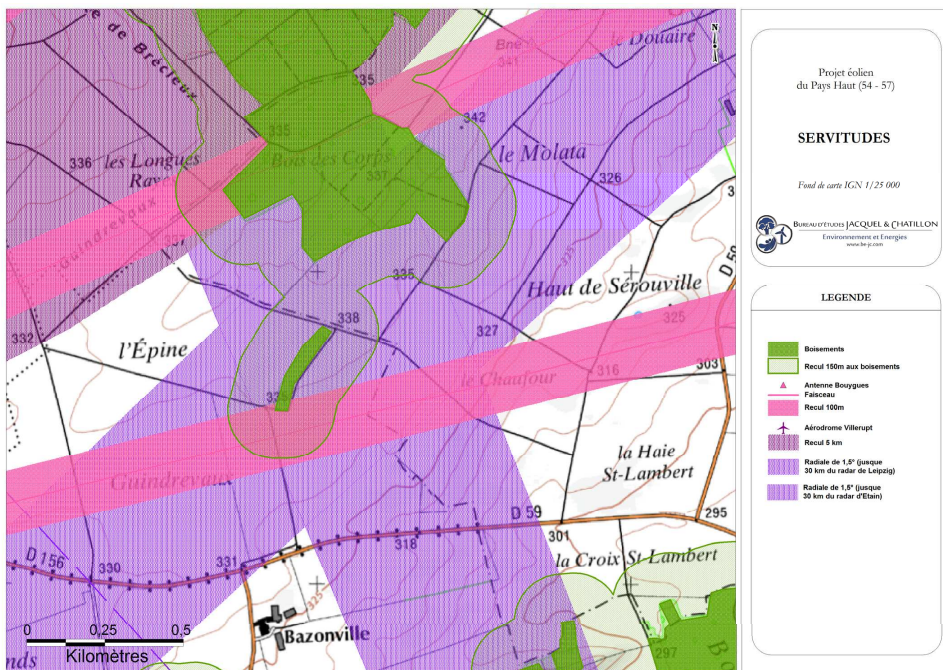 de Brécieux
335
Bne
341
le Douaire
N
342
335
336
les Longues
Raye
Bois des Corps
337
le Molata
326
Guindrevaux
335
Haut de Sérouville
D 59
325
338
327
332
l'Épine
316
303
le Chaufour
335
la Haie
St-Lambert
Guindrevaux
D 59
295
301
318
D 156
330
331
la Croix St-Lambert
325
Bazonville
297
0 0,25 0,5
Kilomètres
nds
Projet éolien
du Pays Haut (54 - 57)
SERVITUDES
Fond de carte IGN 1/25 000
BUREAU D'ÉTUDES JACQUEL & CHATILLON
Environnement et Energies
www.be-jc.com
LEGENDE
Boisements
Recul 150m aux boisements
Antenne Bouygues
Faisceau
Recul 100m
Aérodrome Villerupt
Recul 5 km
Radiale de 1,5° (jusque
30 km du radar de Leipzig)
Radiale de 1,5° (jusque
30 km du radar d'Etain)